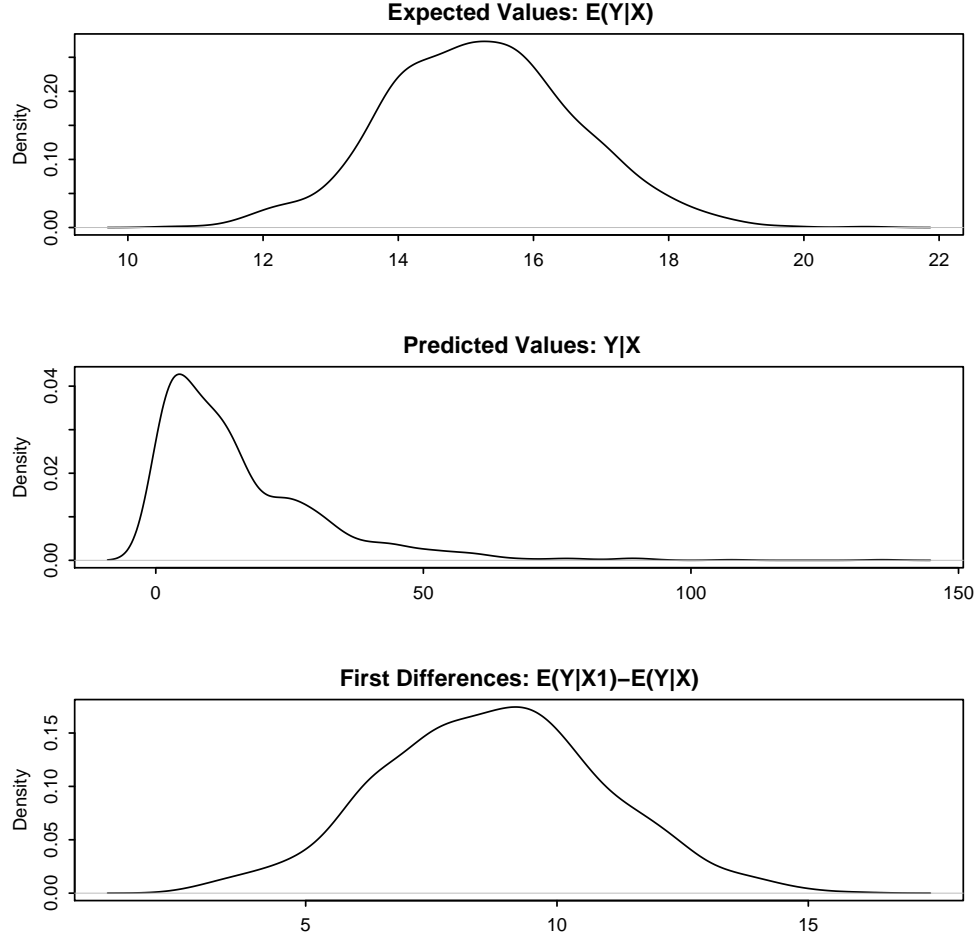 Expected Values: E(Y|X)
Density
0.00 0.10 0.20
10 12 14 16 18 20 22
Predicted Values: Y|X
Density
0.00 0.02 0.04
0 50 100 150
First Differences: E(Y|X1)−E(Y|X)
Density
0.00 0.05 0.10 0.15
5 10 15